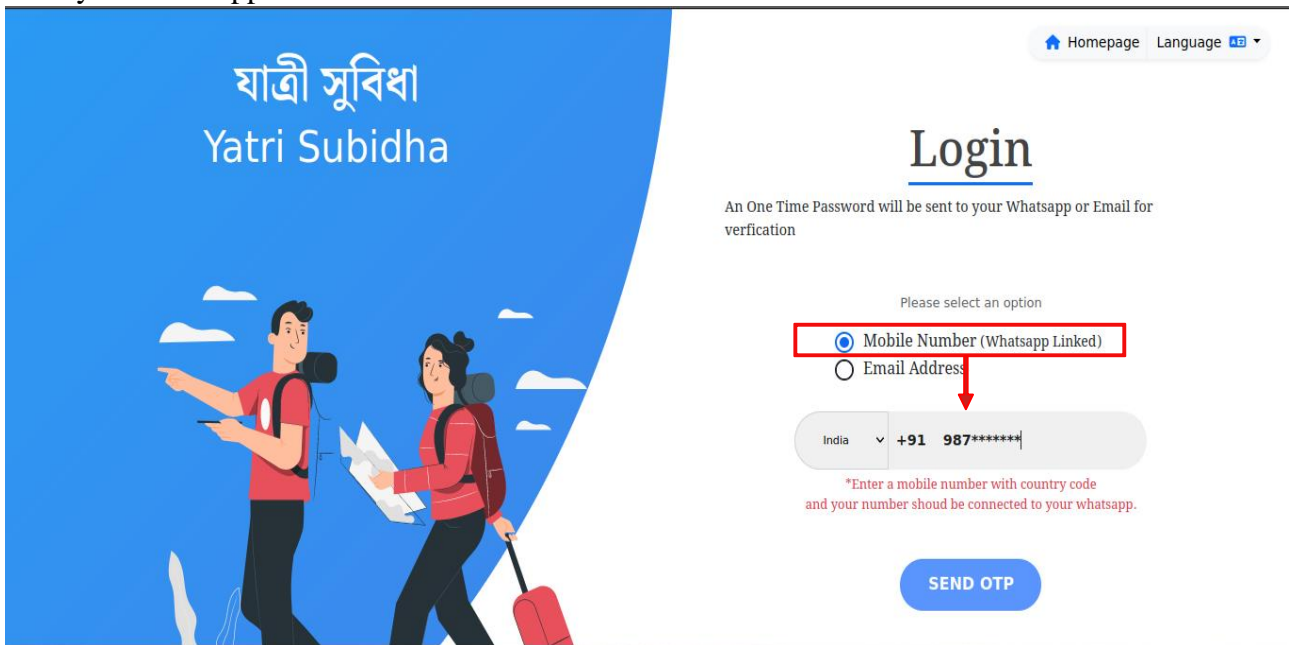 যাত্রী সুবিধা
Yatri Subidha
Homepage Language
Login
An One Time Password will be sent to your Whatsapp or Email for
verfication
Please select an option
Mobile Number (Whatsapp Linked)
Email Address
India +91 987*******
*Enter a mobile number with country code
and your number shoud be connected to your whatsapp.
SEND OTP